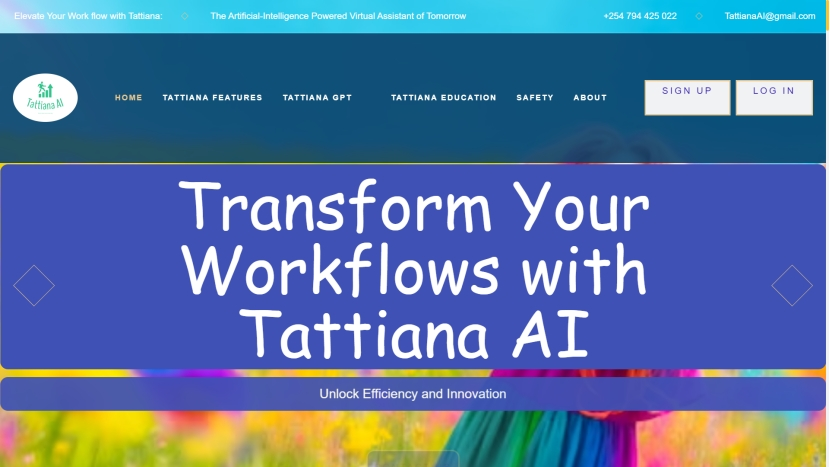 Elevate Your Work flow with Tattiana:
The Artificial-Intelligence Powered Virtual Assistant of Tomorrow
+254 794 425 022
TattianaAI@gmail.com
Tattiana AI
HOME
TATTIANA FEATURES
TATTIANA GPT
TATTIANA EDUCATION
SAFETY
ABOUT
SIGN UP
LOG IN
Transform Your
Workflows with
Tattiana AI
Unlock Efficiency and Innovation